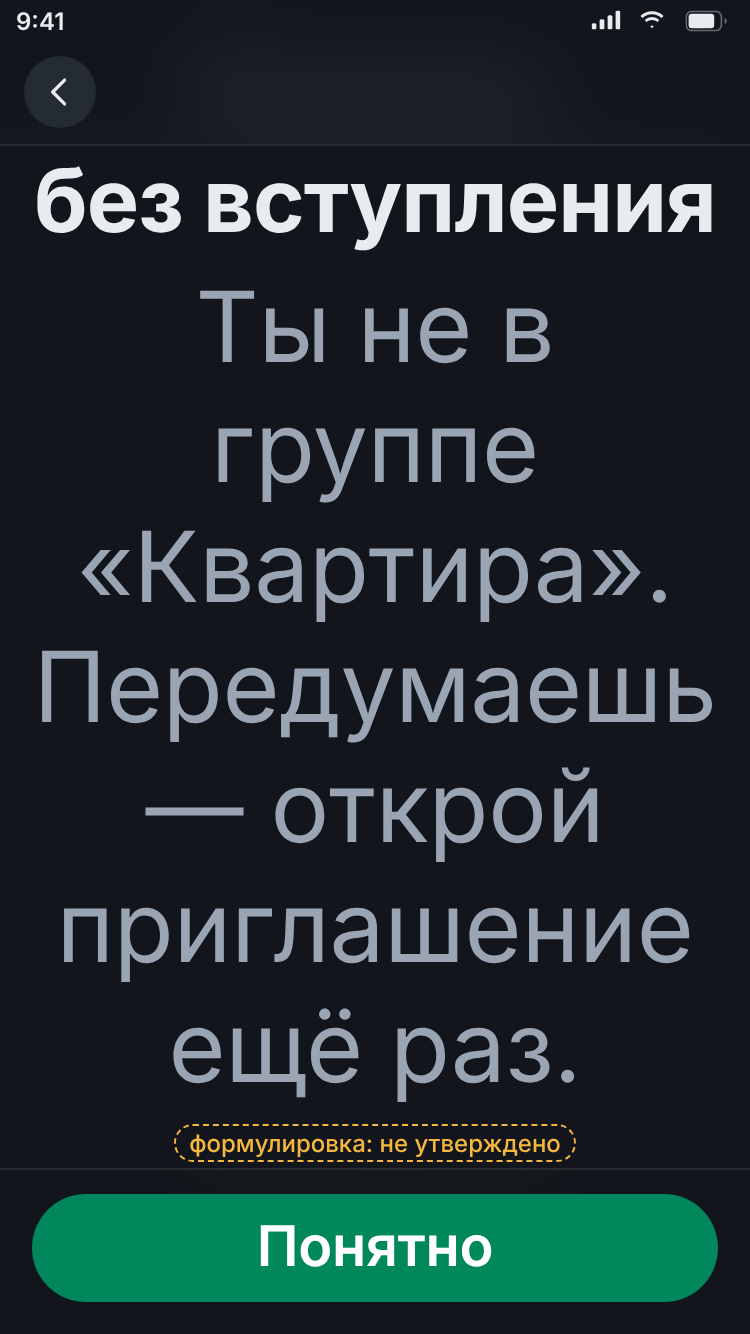 9:41
без вступления
Ты не в
группе
«Квартира».
Передумаешь
— открой
приглашение
ещё раз.
формулировка: не утверждено
Понятно